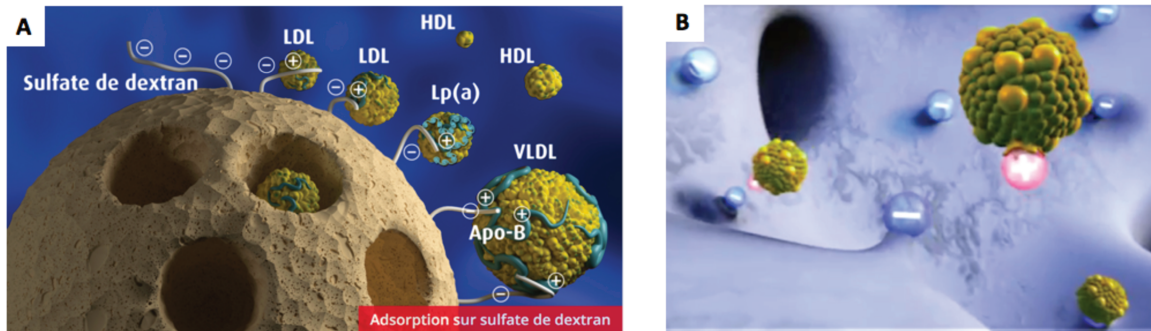 A
Sulfate de dextran
LDL
LDL
HDL
HDL
Lp(a)
VLDL
Apo-B
Adsorption sur sulfate de dextran
B